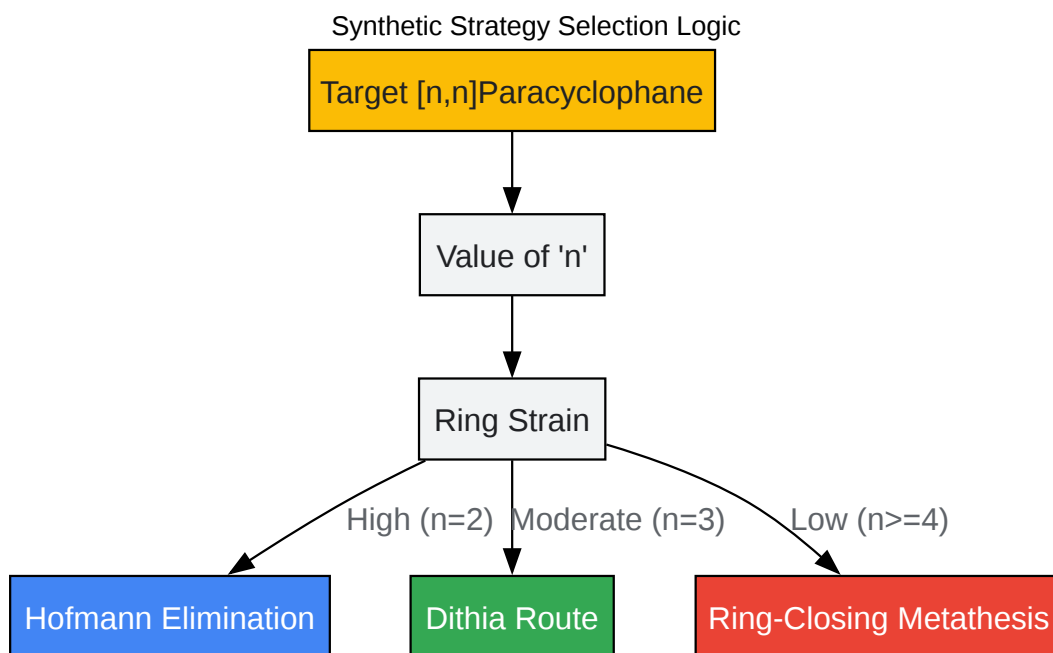 Synthetic Strategy Selection Logic
Target [n,n]Paracyclophane
Value of 'n'
Ring Strain
High (n=2)
Moderate (n=3)
Low (n>=4)
Hofmann Elimination
Dithia Route
Ring-Closing Metathesis